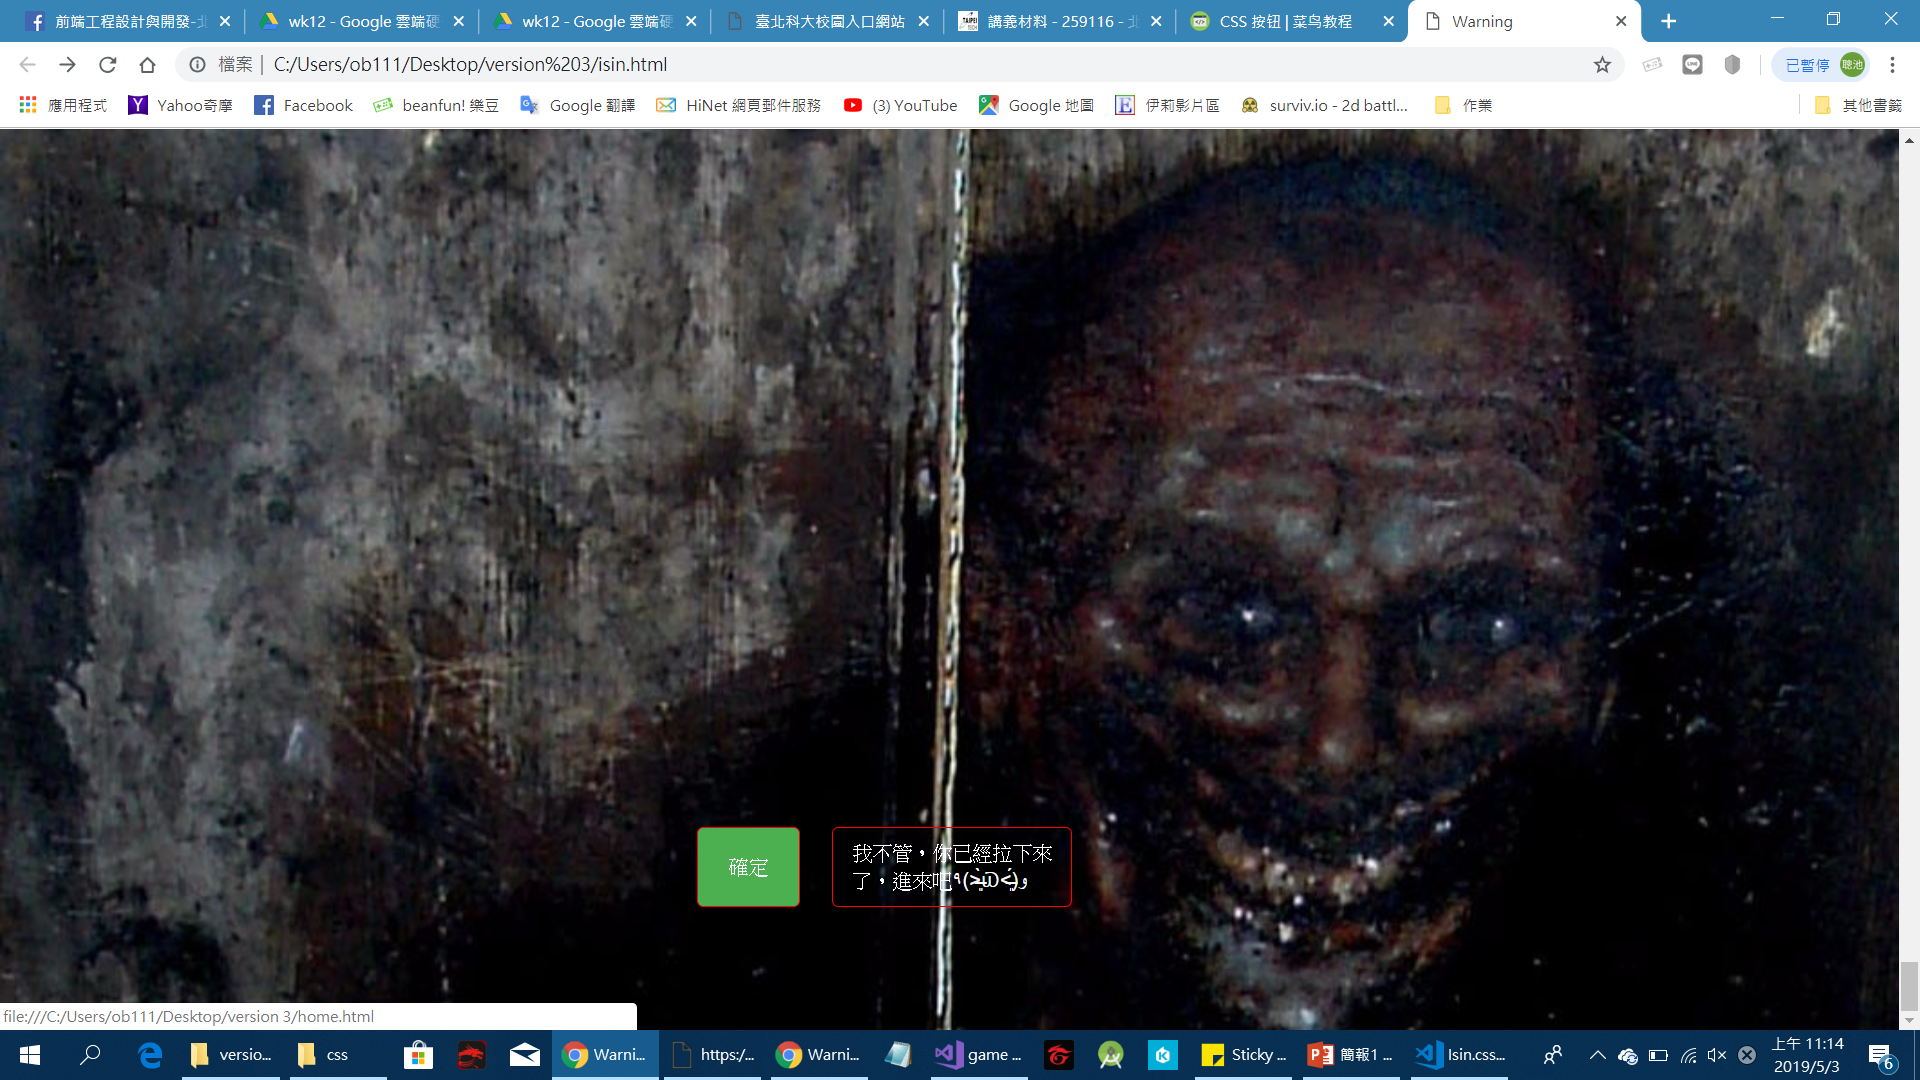 前端工程設計與開發-北
wk12 - Google 雲端硬
wk12 - Google 雲端硬
臺北科大校園入口網站
講義材料 - 259116 - 北
CSS 按钮 | 菜鸟教程
Warning
檔案 | C:/Users/ob111/Desktop/version%203/isin.html
已暫停
聰池
應用程式
Yahoo奇摩
Facebook
beanfun! 樂豆
Google 翻譯
HiNet 網頁郵件服務
(3) YouTube
Google 地圖
伊莉影片區
surviv.io - 2d battl...
作業
其他書籤
確定
我不管，你已經拉下來
了，進來吧
file:///C:/Users/ob111/Desktop/version 3/home.html
versio...
css
Warni...
https:/...
Warni...
game ...
Sticky ...
簡報1 ...
Isin.css...
上午 11:14
2019/5/3
6